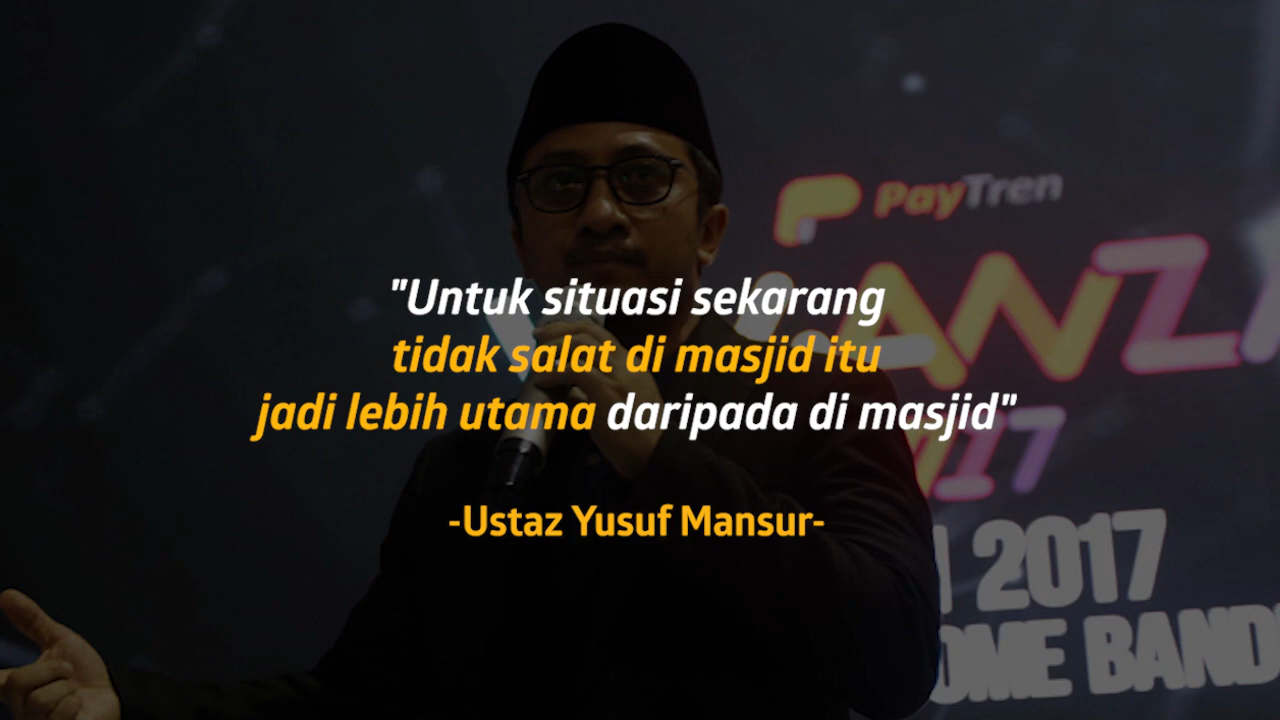 "Untuk situasi sekarang
tidak salat di masjid itu
jadi lebih utama daripada di masjid"
-Ustaz Yusuf Mansur-
PayTren
2017